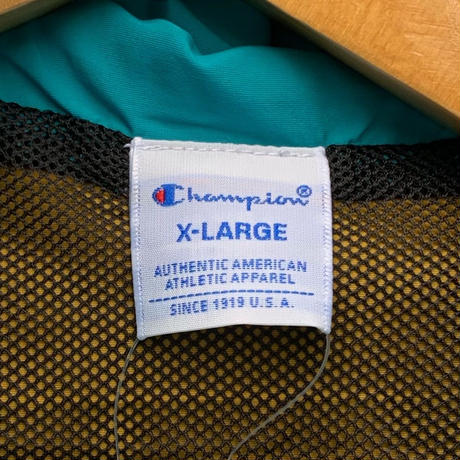 Champion®
X-LARGE
AUTHENTIC AMERICAN
ATHLETIC APPAREL
SINCE 1919 U.S.A.